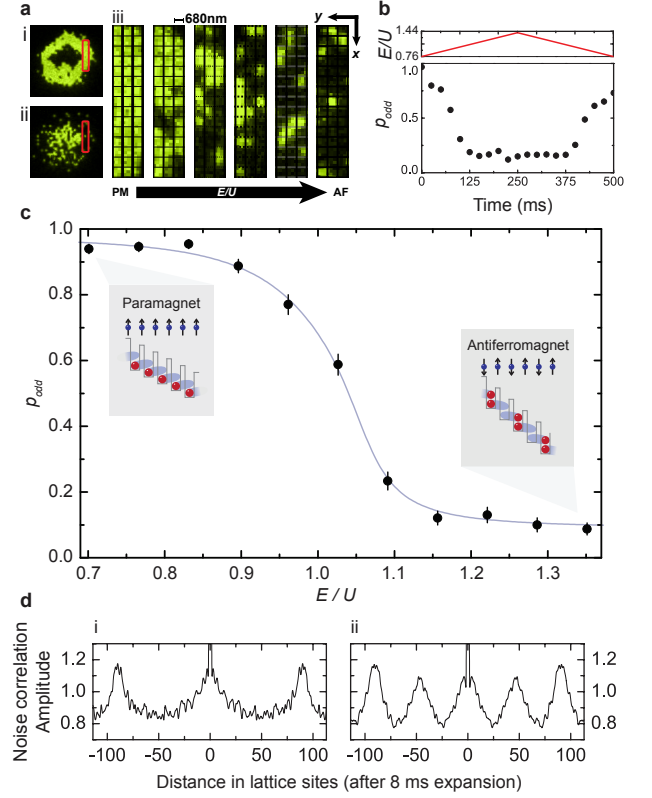 a
i
ii
iii
680nm
y
x
PM
E/U
AF
b
E/U
1.44
0.76
p_odd
1.0
0.5
0.0
0 125 250 375 500
Time (ms)
c
p_odd
1.0
0.8
0.6
0.4
0.2
0.0
Paramagnet
Antiferromagnet
0.7 0.8 0.9 1.0 1.1 1.2 1.3
E / U
d
i
ii
Noise correlation
Amplitude
1.2
1.0
0.8
1.2
1.0
0.8
-100 -50 0 50 100
-100 -50 0 50 100
Distance in lattice sites (after 8 ms expansion)